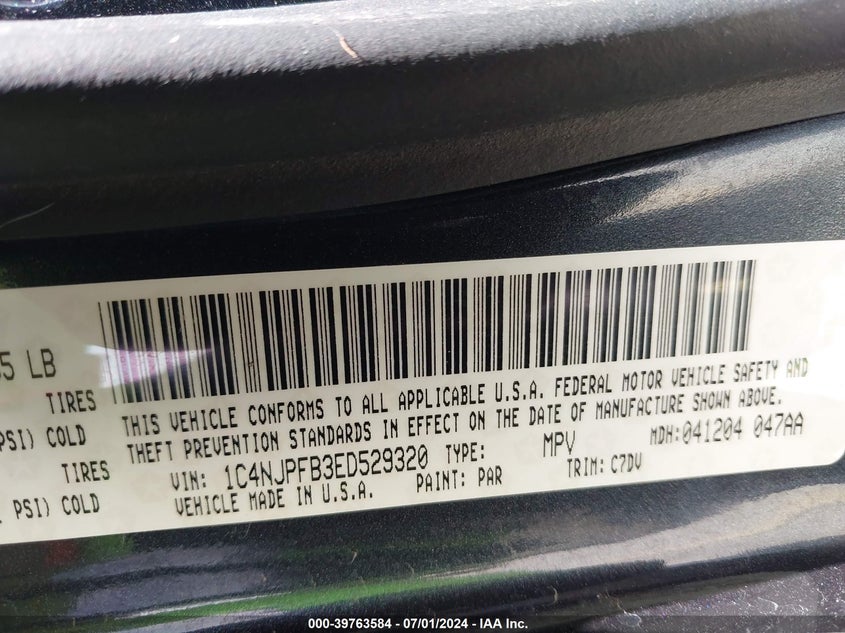 35 LB
TIRES
PSI) COLD
TIRES
PSI) COLD
THIS VEHICLE CONFORMS TO ALL APPLICABLE U.S.A. FEDERAL MOTOR VEHICLE SAFETY AND
THEFT PREVENTION STANDARDS IN EFFECT ON THE DATE OF MANUFACTURE SHOWN ABOVE.
VIN: 1C4NJPFB3ED529320 TYPE: MPV MDH:041204 047AA
VEHICLE MADE IN U.S.A. PAINT: PAR TRIM: C7DV
000-39763584 - 07/01/2024 - IAA Inc.